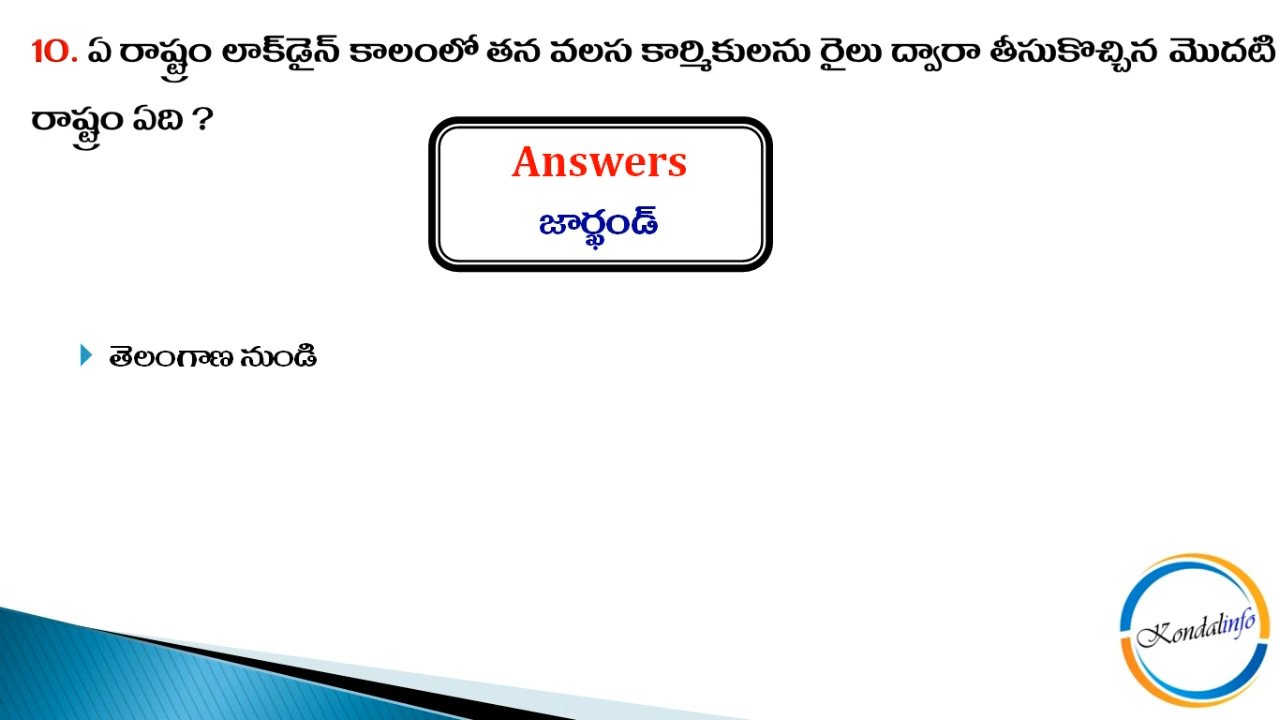 10. ఏ రాష్ట్రం లాక్‌డైన్ కాలంలో తన వలస కార్మికులను రైలు ద్వారా తీసుకొచ్చిన మొదటి
రాష్ట్రం ఏది ?
Answers
జార్ఖండ్
తెలంగాణ నుండి
Kondalinfo